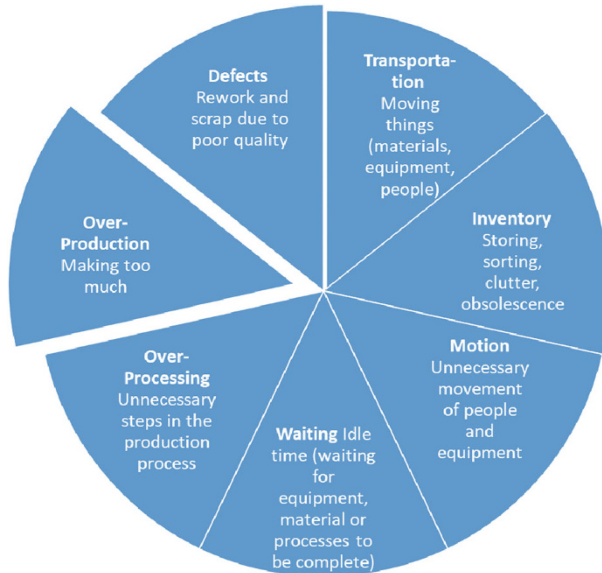 Transporta-
tion
Moving
things
(materials,
equipment,
people)
Inventory
Storing,
sorting,
clutter,
obsolescence
Motion
Unnecessary
movement
of people
and
equipment
Waiting Idle
time (waiting
for
equipment,
material or
processes to
be complete)
Over-
Processing
Unnecessary
steps in the
production
process
Over-
Production
Making too
much
Defects
Rework and
scrap due to
poor quality